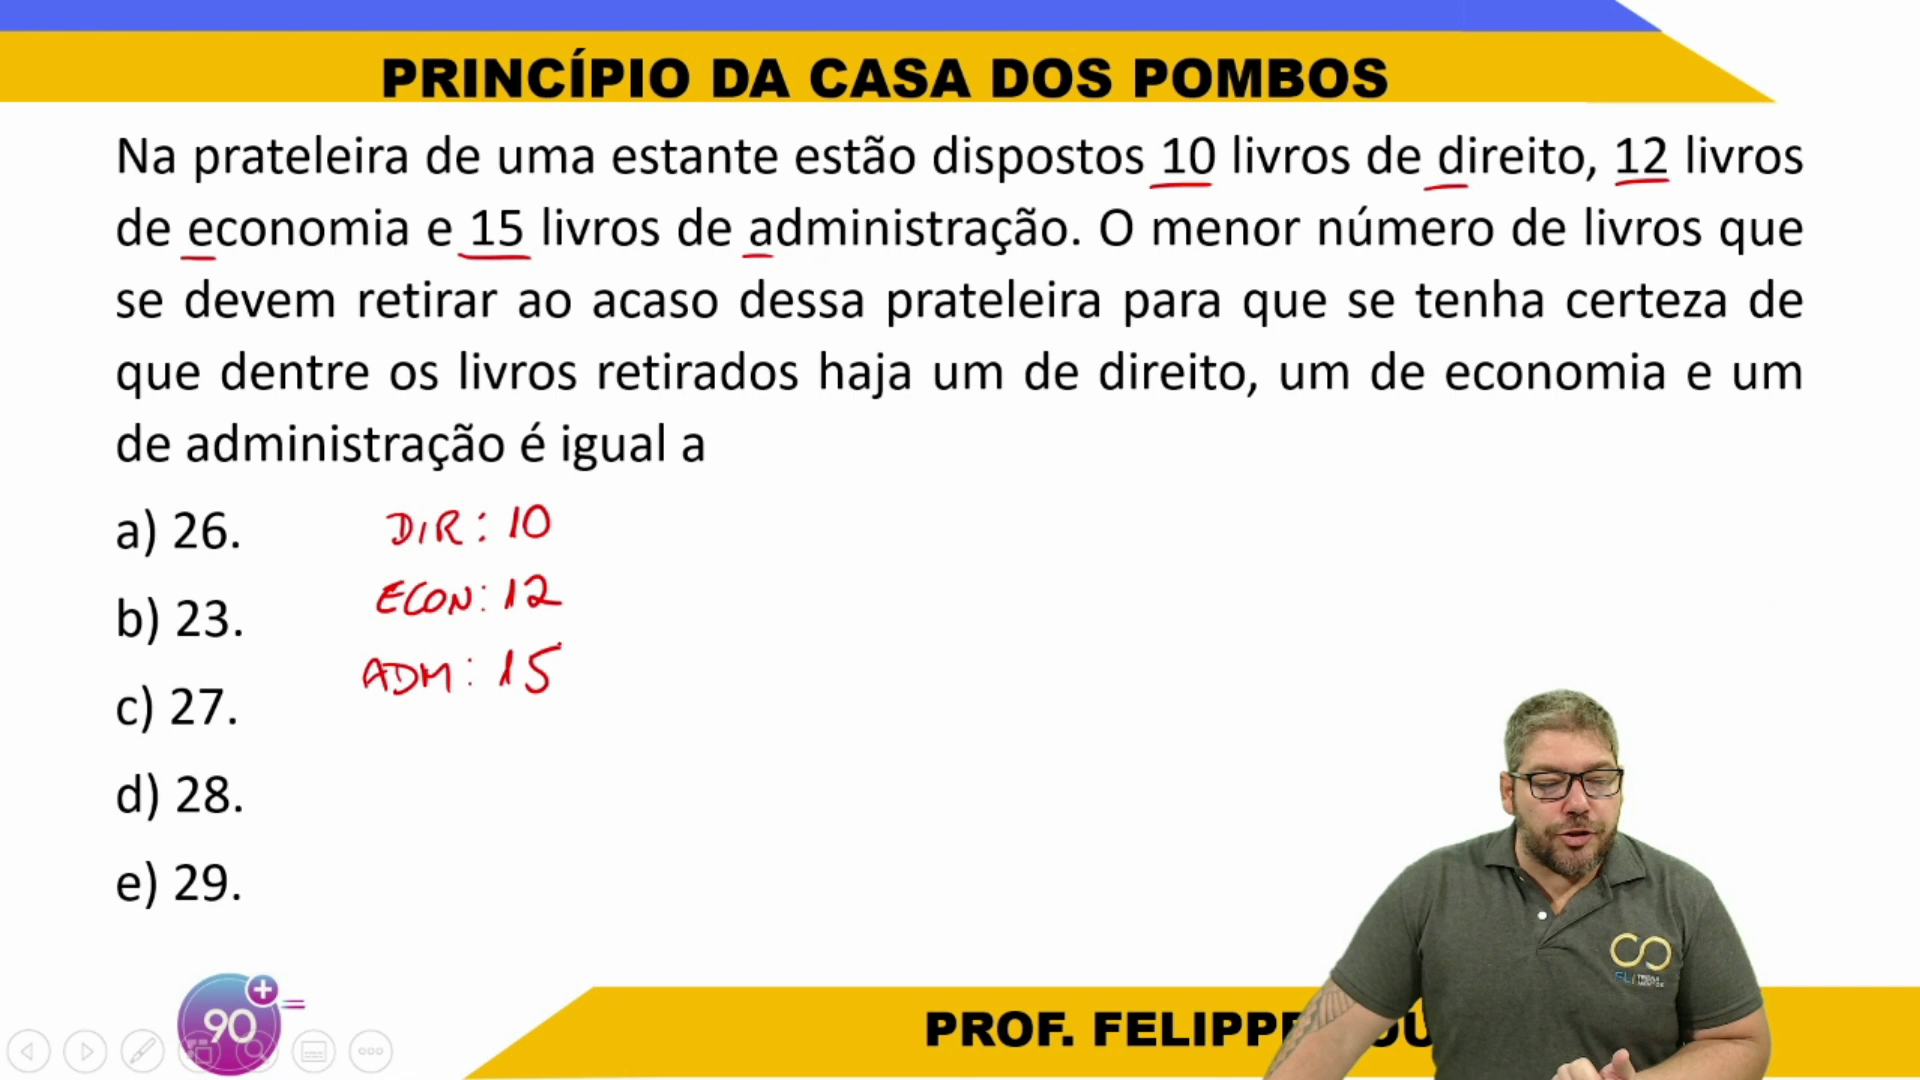 PRINCÍPIO DA CASA DOS POMBOS
Na prateleira de uma estante estão dispostos 10 livros de direito, 12 livros
de economia e 15 livros de administração. O menor número de livros que
se devem retirar ao acaso dessa prateleira para que se tenha certeza de
que dentre os livros retirados haja um de direito, um de economia e um
de administração é igual a
a) 26.
DIR: 10
b) 23.
ECON: 12
c) 27.
ADM: 15
d) 28.
e) 29.
90
PROF. FELIPPE